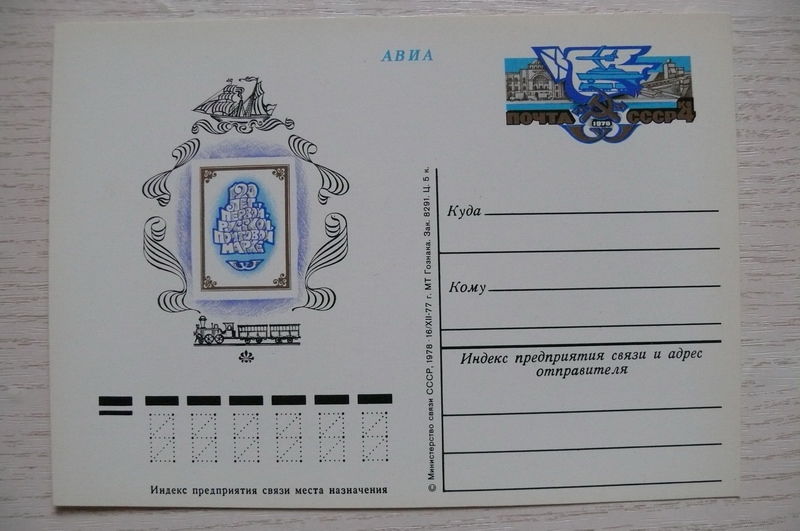 АВИА
ПОЧТА
1978
СССР
4 К
120
ЛЕТ
ПЕРВОЙ
РУССКОЙ
ПОЧТОВОЙ
МАРКЕ
Куда
Кому
Индекс предприятия связи и адрес
отправителя
Индекс предприятия связи места назначения
© Министерство связи СССР, 1978 · 16/XII-77 г. МТ Гознака. Зак. 8291. Ц. 5 к.